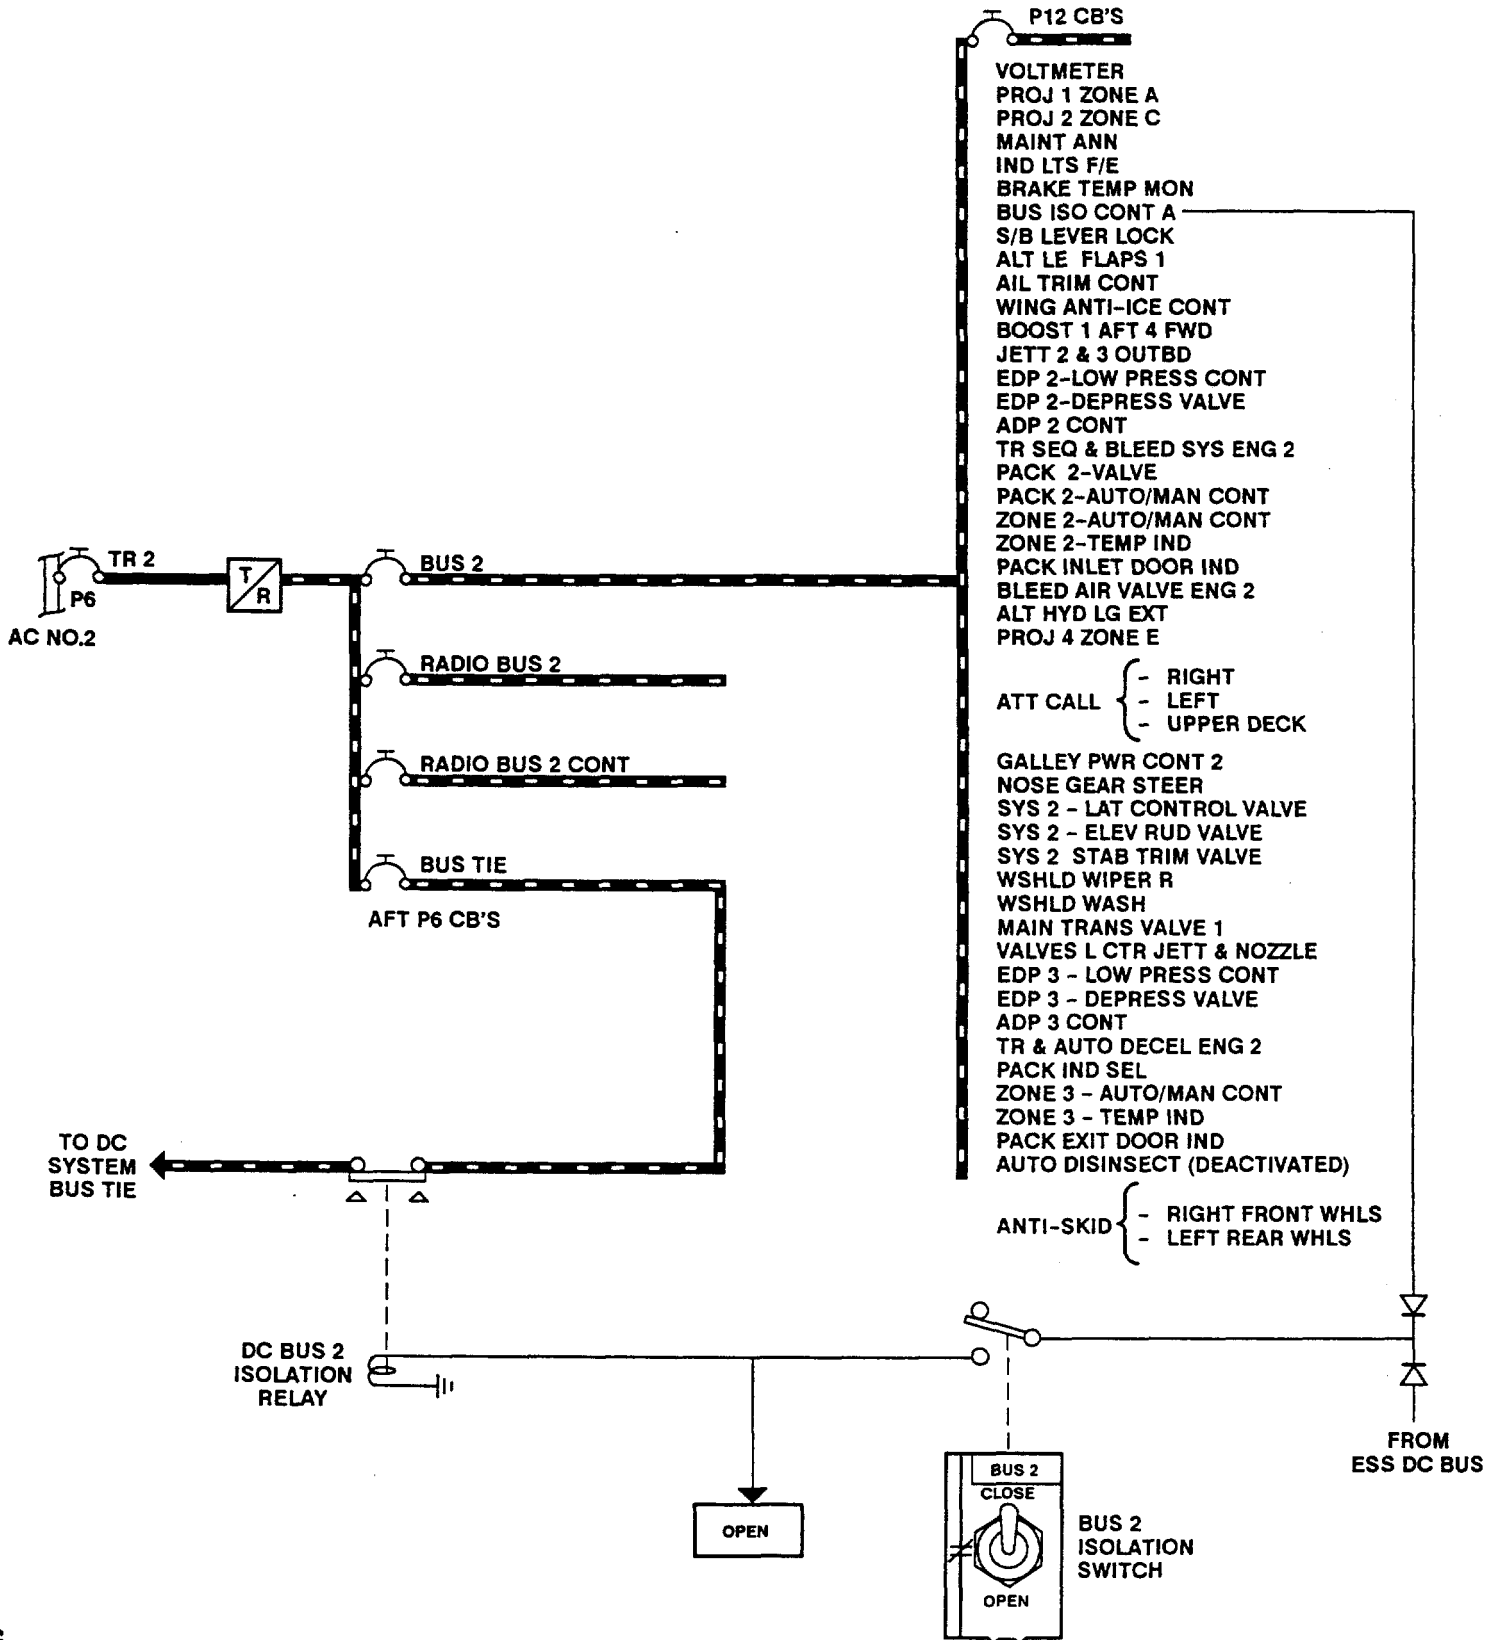 P12 CB'S
VOLTMETER
PROJ 1 ZONE A
PROJ 2 ZONE C
MAINT ANN
IND LTS F/E
BRAKE TEMP MON
BUS ISO CONT A
S/B LEVER LOCK
ALT LE FLAPS 1
AIL TRIM CONT
WING ANTI-ICE CONT
BOOST 1 AFT 4 FWD
JETT 2 & 3 OUTBD
EDP 2-LOW PRESS CONT
EDP 2-DEPRESS VALVE
ADP 2 CONT
TR SEQ & BLEED SYS ENG 2
PACK 2-VALVE
PACK 2-AUTO/MAN CONT
ZONE 2-AUTO/MAN CONT
ZONE 2-TEMP IND
PACK INLET DOOR IND
BLEED AIR VALVE ENG 2
ALT HYD LG EXT
PROJ 4 ZONE E
ATT CALL
- RIGHT
- LEFT
- UPPER DECK
GALLEY PWR CONT 2
NOSE GEAR STEER
SYS 2 - LAT CONTROL VALVE
SYS 2 - ELEV RUD VALVE
SYS 2 STAB TRIM VALVE
WSHLD WIPER R
WSHLD WASH
MAIN TRANS VALVE 1
VALVES L CTR JETT & NOZZLE
EDP 3 - LOW PRESS CONT
EDP 3 - DEPRESS VALVE
ADP 3 CONT
TR & AUTO DECEL ENG 2
PACK IND SEL
ZONE 3 - AUTO/MAN CONT
ZONE 3 - TEMP IND
PACK EXIT DOOR IND
AUTO DISINSECT (DEACTIVATED)
ANTI-SKID
- RIGHT FRONT WHLS
- LEFT REAR WHLS
TR 2
P6
AC NO.2
T/R
BUS 2
RADIO BUS 2
RADIO BUS 2 CONT
BUS TIE
AFT P6 CB'S
TO DC
SYSTEM
BUS TIE
DC BUS 2
ISOLATION
RELAY
OPEN
FROM
ESS DC BUS
BUS 2
CLOSE
OPEN
BUS 2
ISOLATION
SWITCH